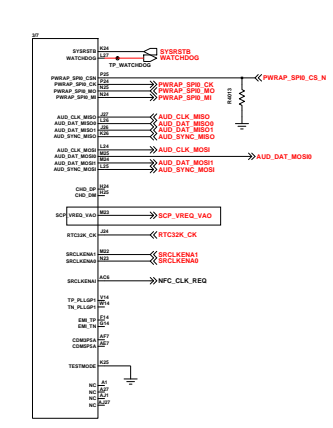 3/7
SYSRSTB K24 SYSRSTB
WATCHDOG L27 WATCHDOG
TP_WATCHDOG
PWRAP_SPI0_CSN P25 PWRAP_SPI0_CS_N
PWRAP_SPI0_CK P24 PWRAP_SPI0_CK
PWRAP_SPI0_MO N25 PWRAP_SPI0_MO
PWRAP_SPI0_MI N24 PWRAP_SPI0_MI
R4013
AUD_CLK_MISO J27 AUD_CLK_MISO
AUD_DAT_MISO0 L26 AUD_DAT_MISO0
AUD_DAT_MISO1 J26 AUD_DAT_MISO1
AUD_SYNC_MISO K26 AUD_SYNC_MISO
AUD_CLK_MOSI L24 AUD_CLK_MOSI
AUD_DAT_MOSI0 M25 AUD_DAT_MOSI0
AUD_DAT_MOSI1 M24 AUD_DAT_MOSI1
AUD_SYNC_MOSI L25 AUD_SYNC_MOSI
CHD_DP H24
CHD_DM H25
SCP_VREQ_VAO M23 SCP_VREQ_VAO
RTC32K_CK J24 RTC32K_CK
SRCLKENA1 M22 SRCLKENA1
SRCLKENA0 N23 SRCLKENA0
SRCLKENAI AC6 NFC_CLK_REQ
TP_PLLGP1 V14
TN_PLLGP1 W14
EMI_TP F14
EMI_TN G14
COM3P5A AF7
COM5P5A AE7
TESTMODE K25
NC A1
NC A27
NC AJ1
NC AJ27